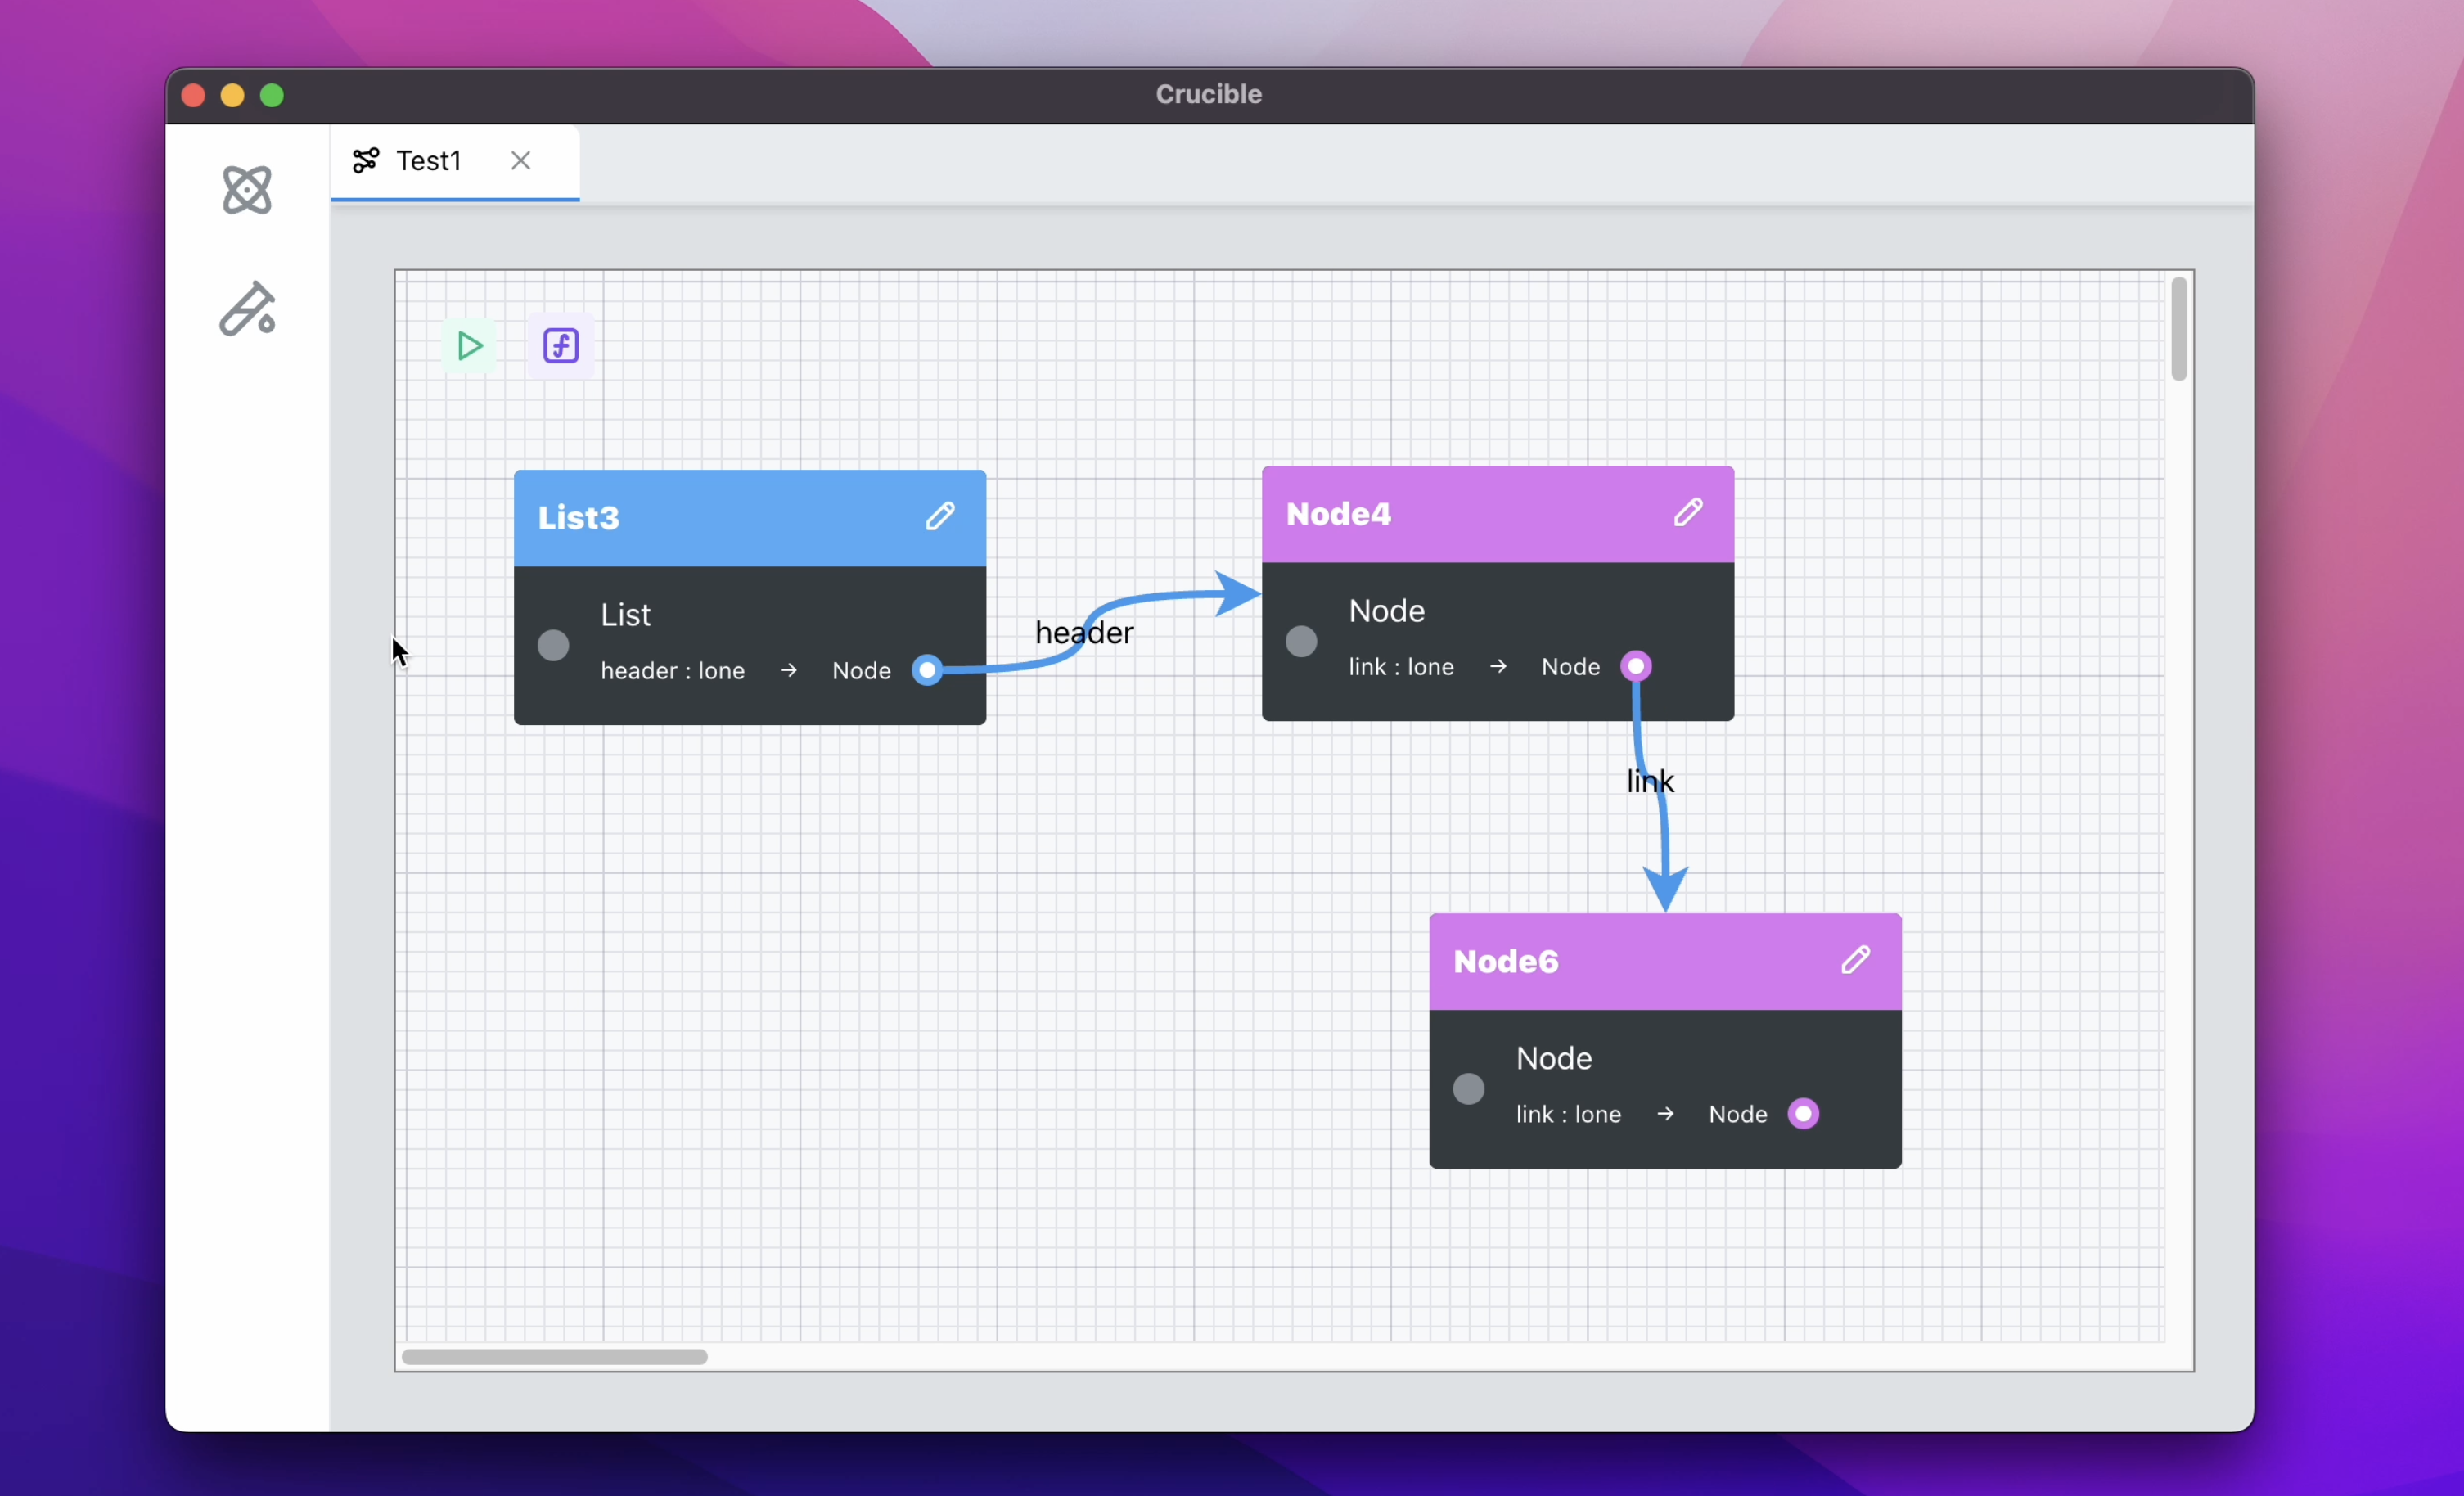 Crucible
Test1
List3
List
header : lone → Node
header
Node4
Node
link : lone → Node
link
Node6
Node
link : lone → Node